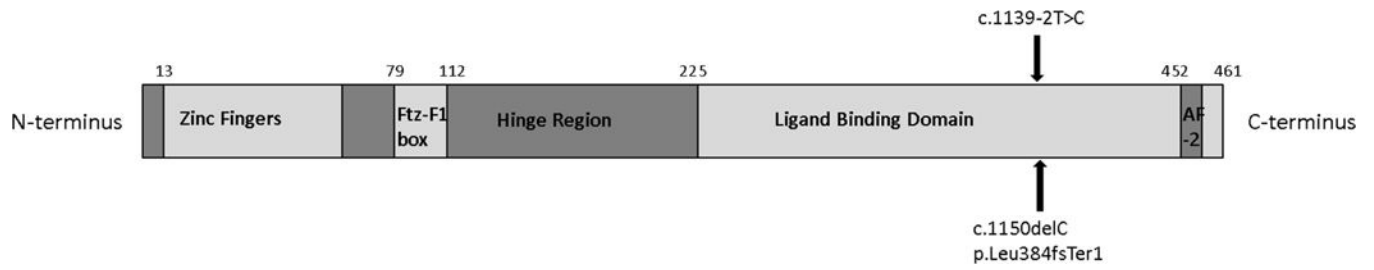 c.1139-2T>C
13 79 112 225 452 461
N-terminus Zinc Fingers Ftz-F1 box Hinge Region Ligand Binding Domain AF -2 C-terminus
c.1150delC
p.Leu384fsTer1